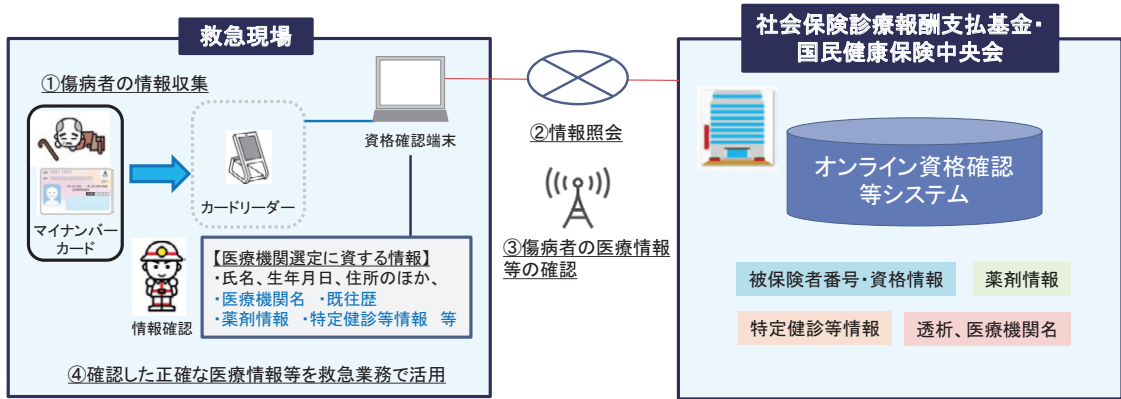 救急現場
①傷病者の情報収集
マイナンバー
カード
カードリーダー
資格確認端末
情報確認
【医療機関選定に資する情報】
・氏名、生年月日、住所のほか、
・医療機関名 ・既往歴
・薬剤情報 ・特定健診等情報 等
④確認した正確な医療情報等を救急業務で活用
②情報照会
③傷病者の医療情報
等の確認
社会保険診療報酬支払基金・
国民健康保険中央会
オンライン資格確認
等システム
被保険者番号・資格情報
薬剤情報
特定健診等情報
透析、医療機関名